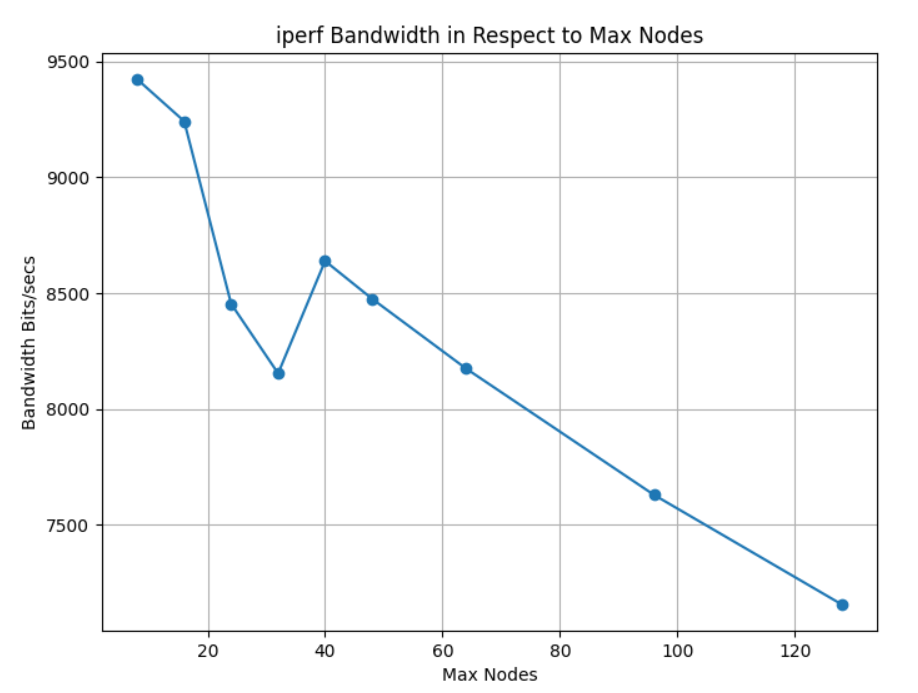 iperf Bandwidth in Respect to Max Nodes
9500
9000
8500
8000
7500
Bandwidth Bits/secs
20 40 60 80 100 120
Max Nodes